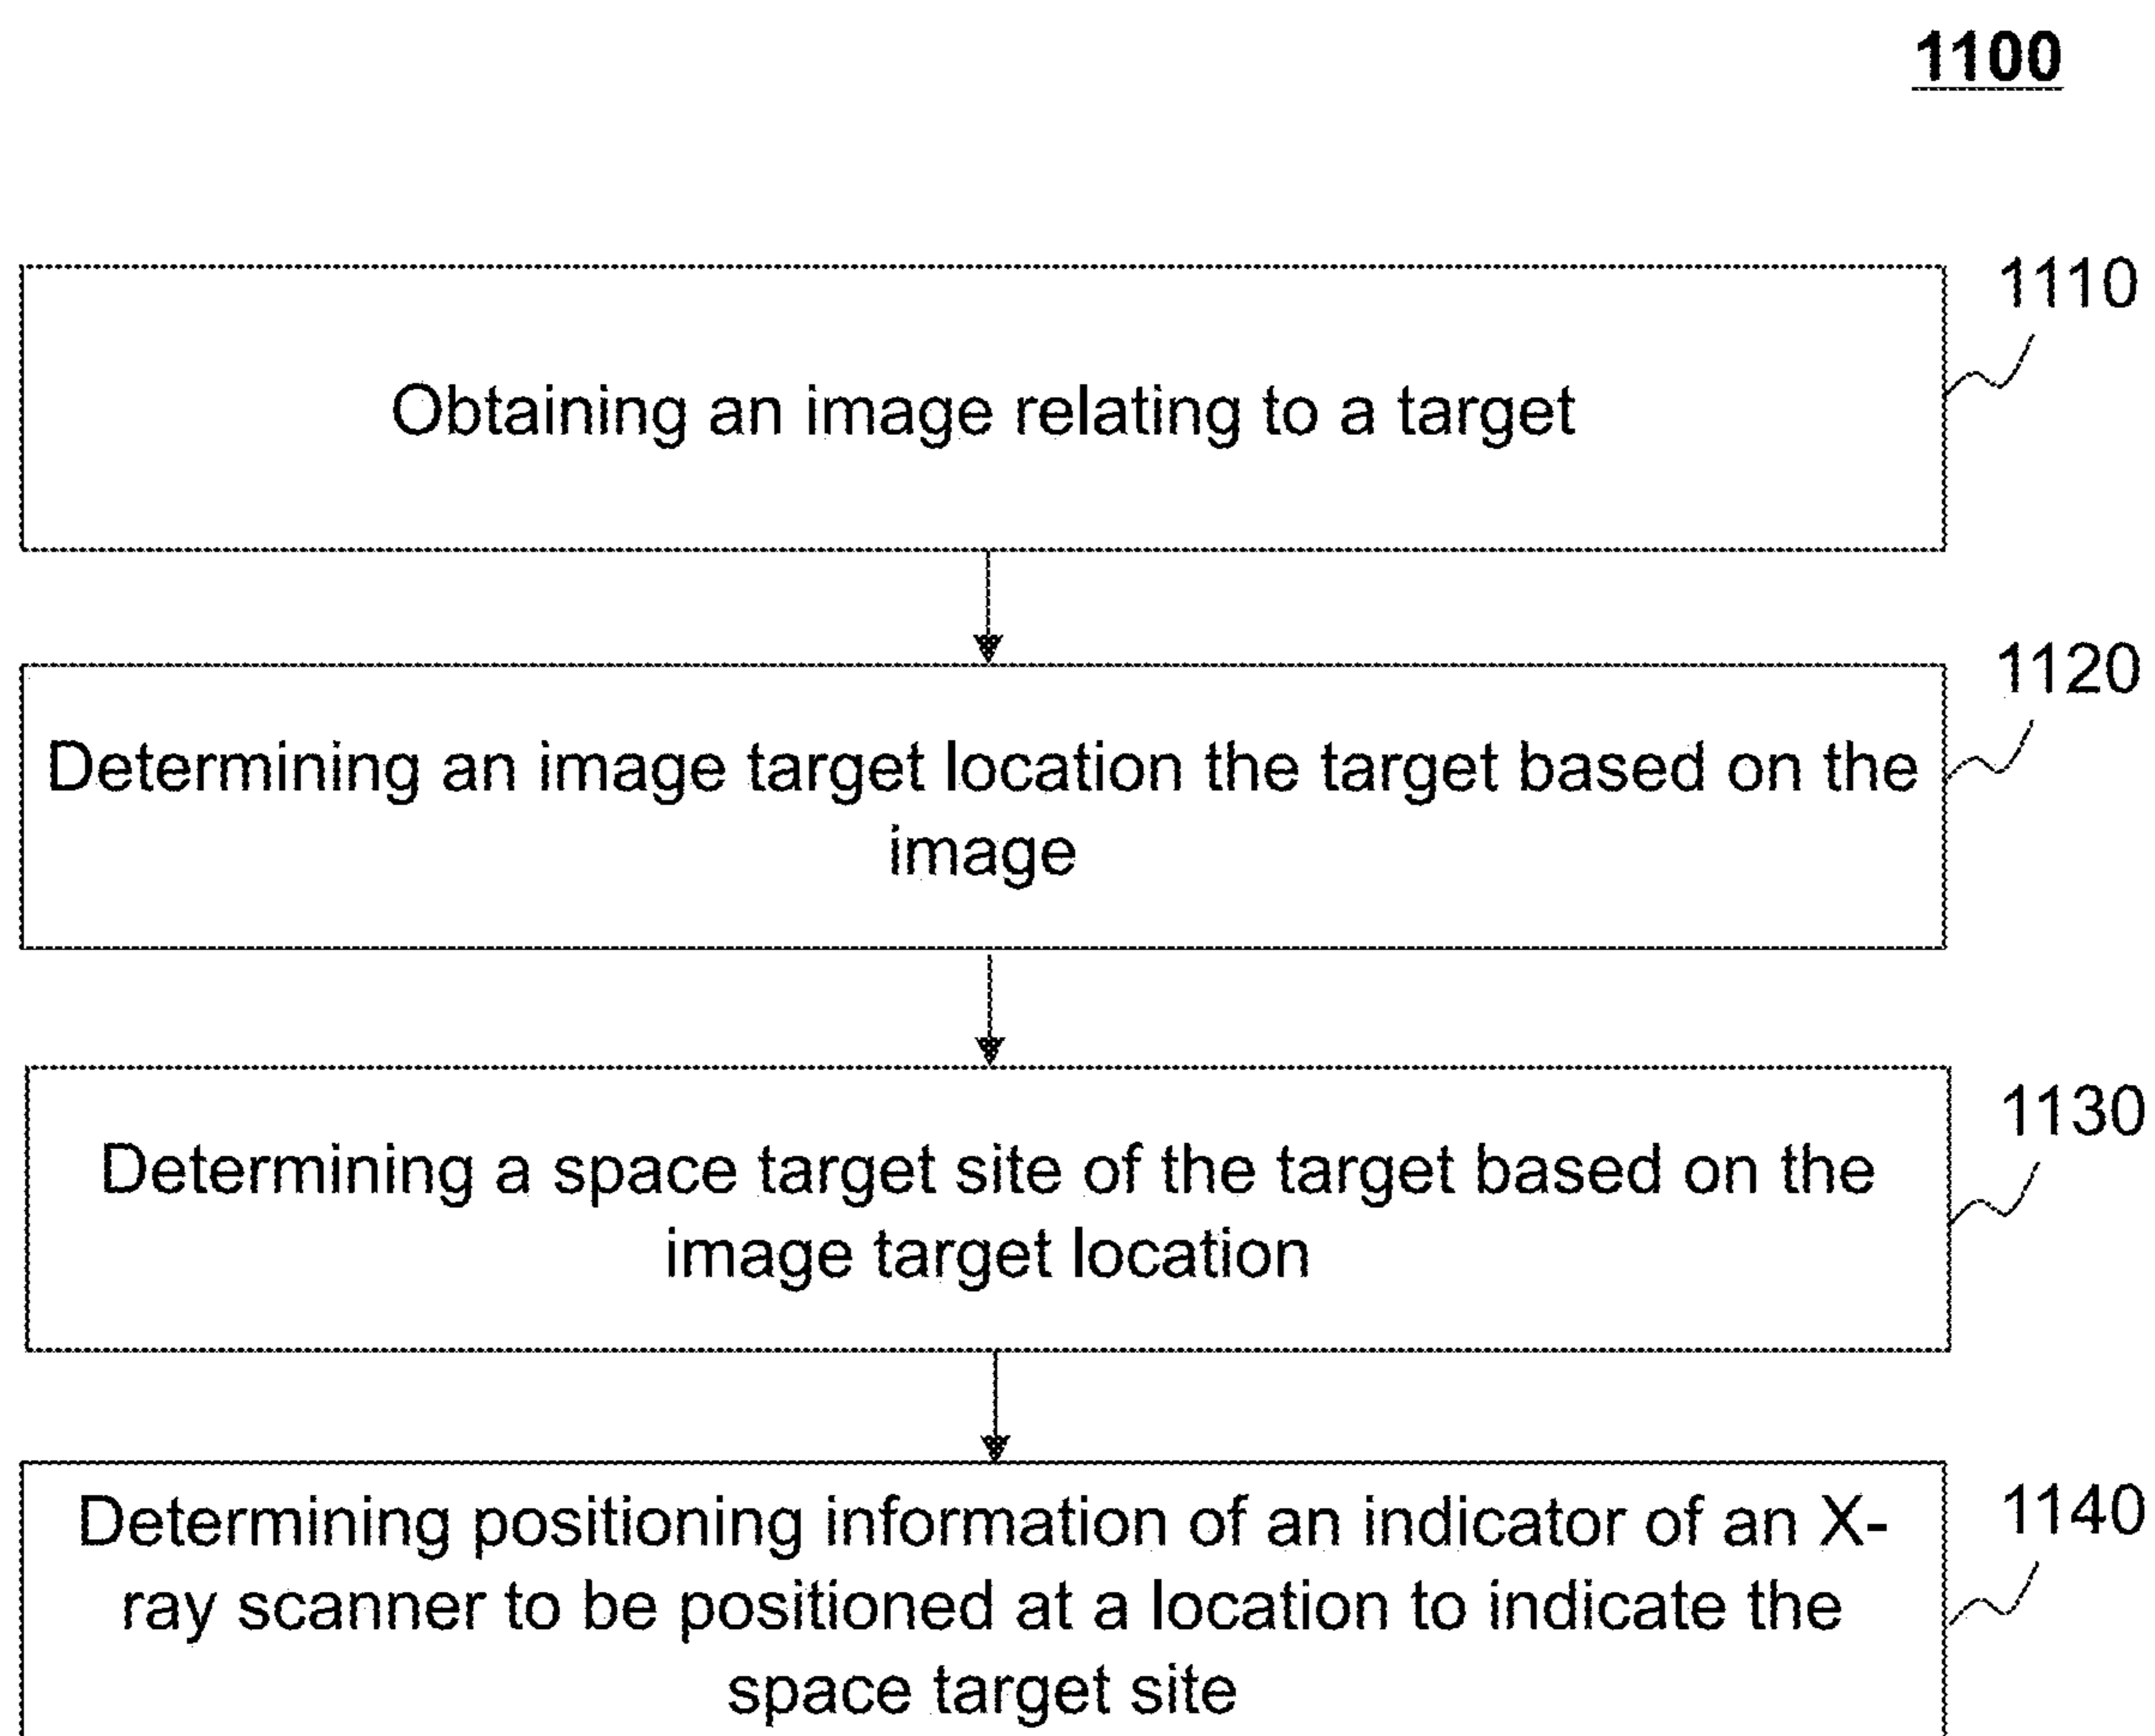 1100
1110
Obtaining an image relating to a target
1120
Determining an image target location the target based on the
image
1130
Determining a space target site of the target based on the
image target location
1140
Determining positioning information of an indicator of an X-
ray scanner to be positioned at a location to indicate the
space target site